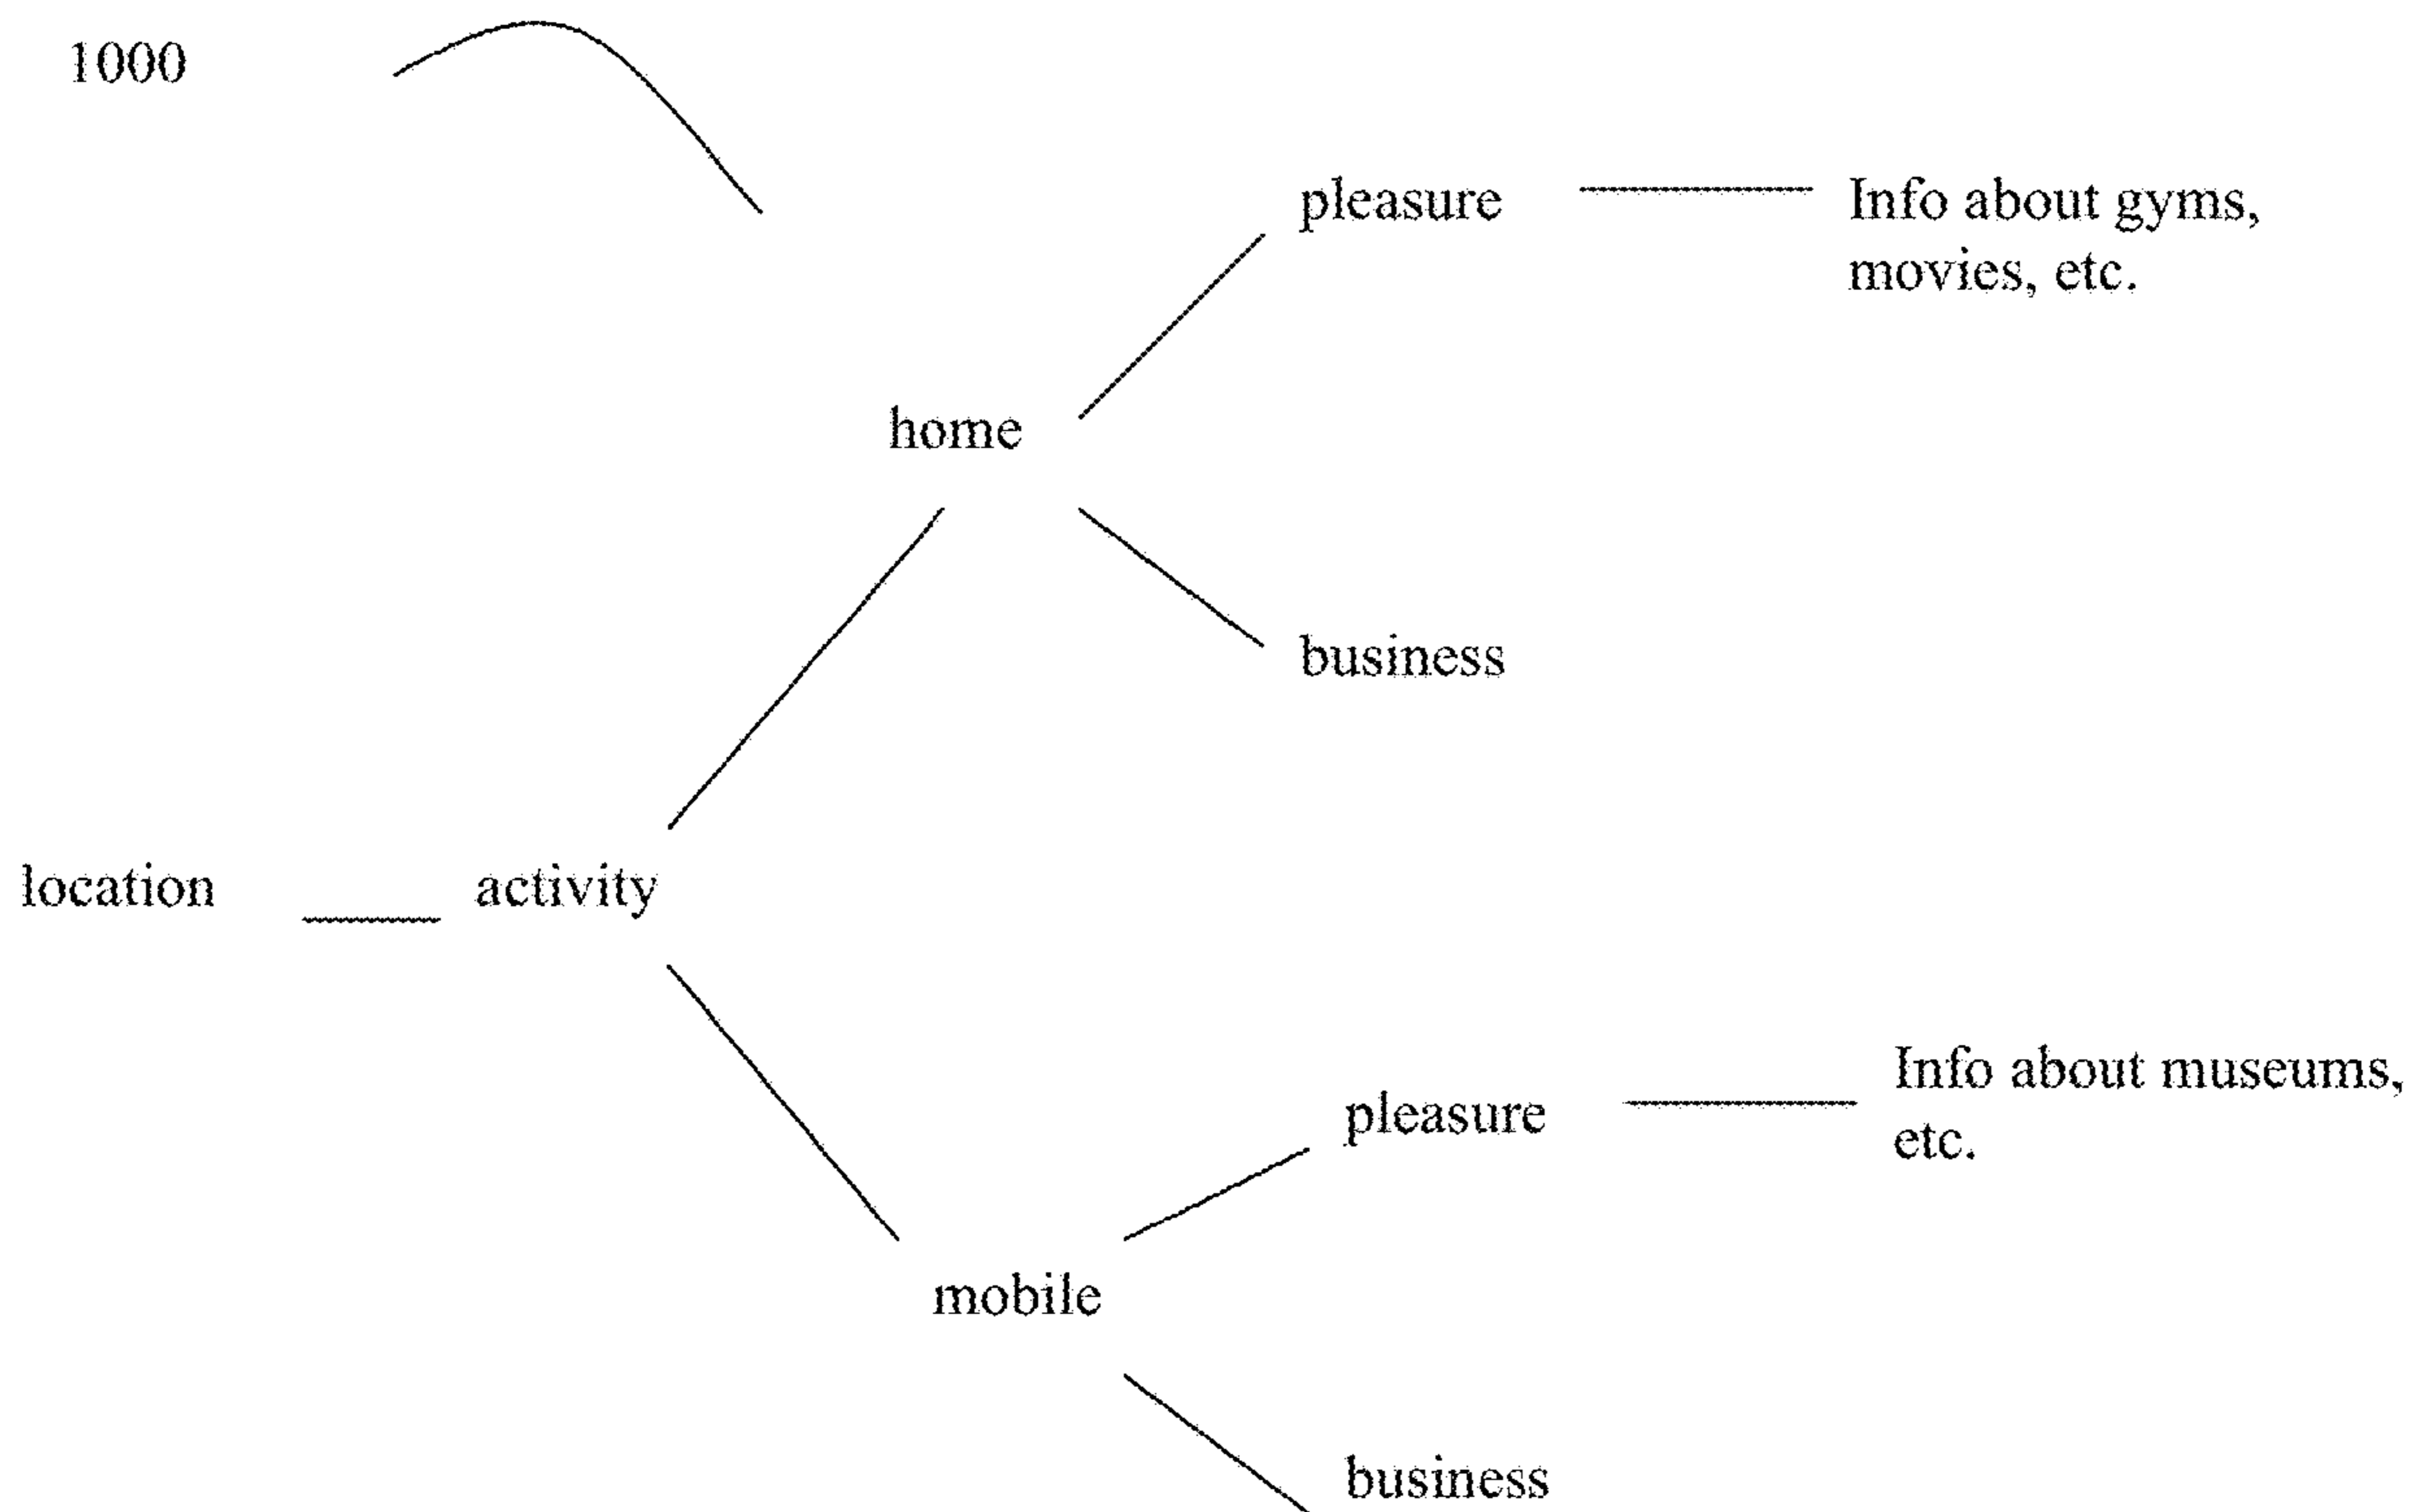 1000
pleasure
Info about gyms,
movies, etc.
home
business
location
activity
Info about museums,
etc.
pleasure
mobile
business